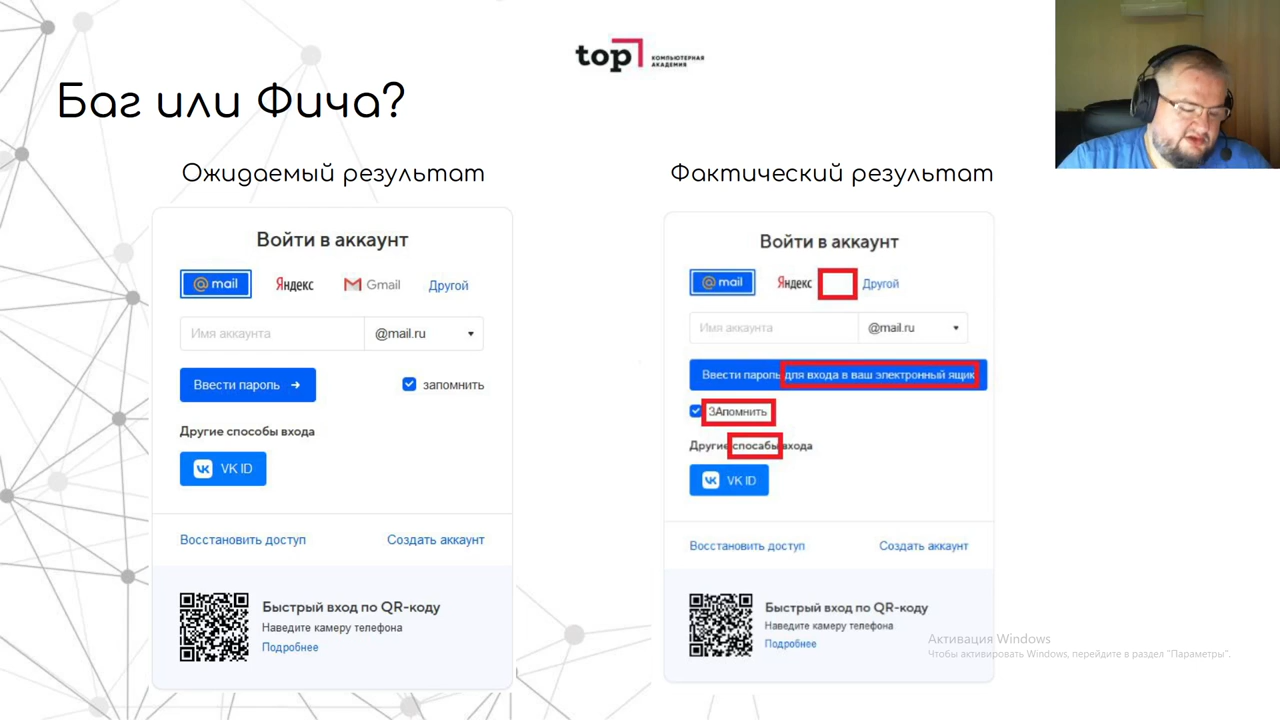 top КОМПЬЮТЕРНАЯ АКАДЕМИЯ
Баг или Фича?
Ожидаемый результат
Войти в аккаунт
@mail Яндекс Gmail Другой
Имя аккаунта @mail.ru
Ввести пароль → запомнить
Другие способы входа
VK ID
Восстановить доступ Создать аккаунт
Быстрый вход по QR-коду
Наведите камеру телефона
Подробнее
Фактический результат
Войти в аккаунт
@mail Яндекс Другой
Имя аккаунта @mail.ru
Ввести пароль для входа в ваш электронный ящик
ЗАпомнить
Другие спосабы входа
VK ID
Восстановить доступ Создать аккаунт
Быстрый вход по QR-коду
Наведите камеру телефона
Подробнее
Активация Windows
Чтобы активировать Windows, перейдите в раздел "Параметры".